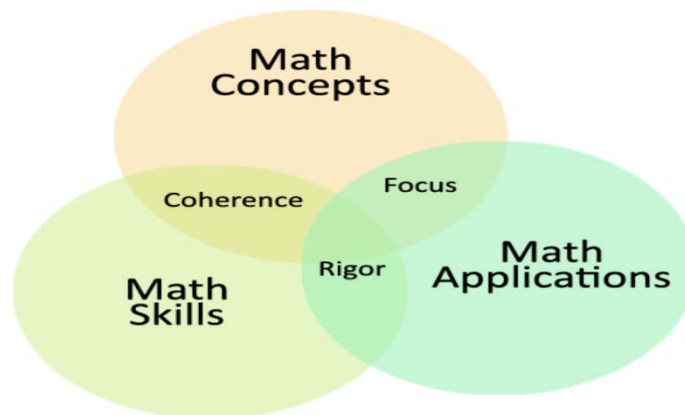 Math
Concepts
Coherence
Focus
Rigor
Math
Applications
Math
Skills